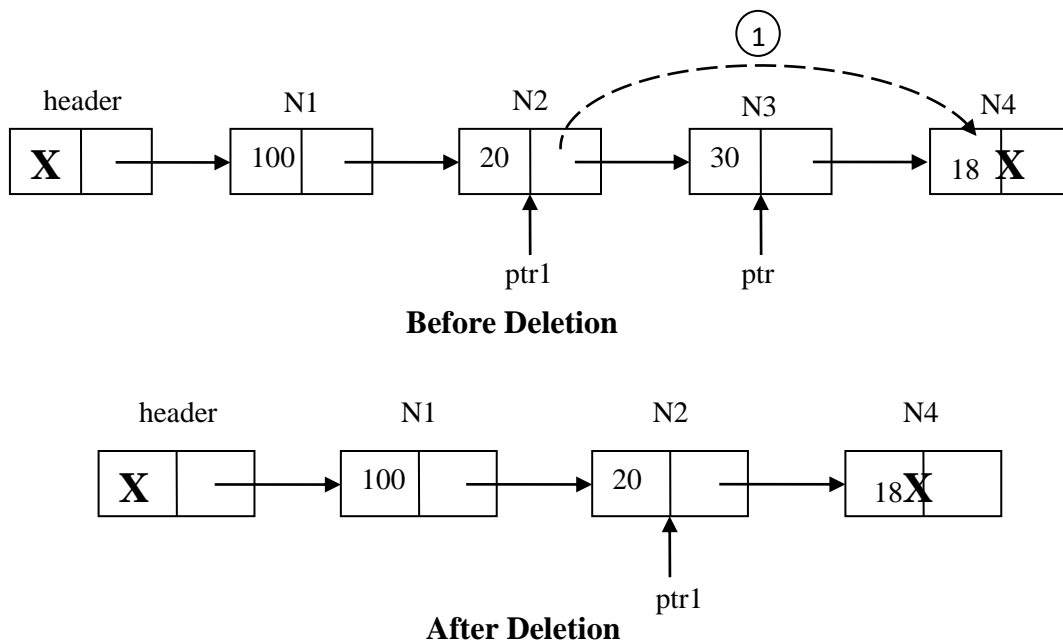 1
header N1 N2 N3 N4
X 100 20 30 18 X
ptr1 ptr
Before Deletion
header N1 N2 N4
X 100 20 18X
ptr1
After Deletion